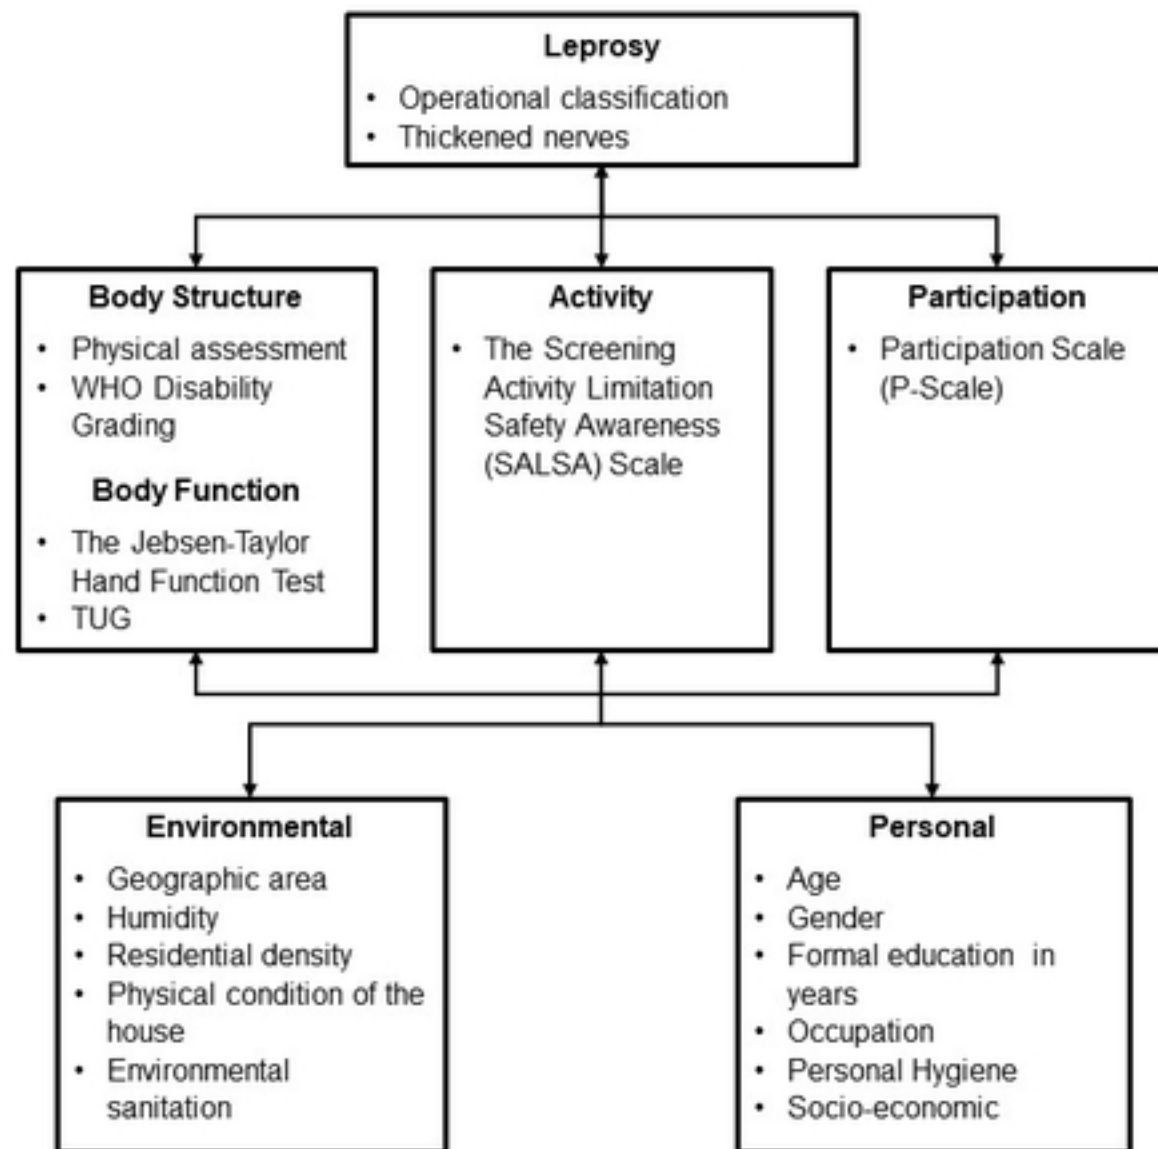 Leprosy
• Operational classification
• Thickened nerves
Body Structure
• Physical assessment
• WHO Disability
Grading
Body Function
• The Jebsen-Taylor
Hand Function Test
• TUG
Activity
• The Screening
Activity Limitation
Safety Awareness
(SALSA) Scale
Participation
• Participation Scale
(P-Scale)
Environmental
• Geographic area
• Humidity
• Residential density
• Physical condition of the
house
• Environmental
sanitation
Personal
• Age
• Gender
• Formal education in
years
• Occupation
• Personal Hygiene
• Socio-economic